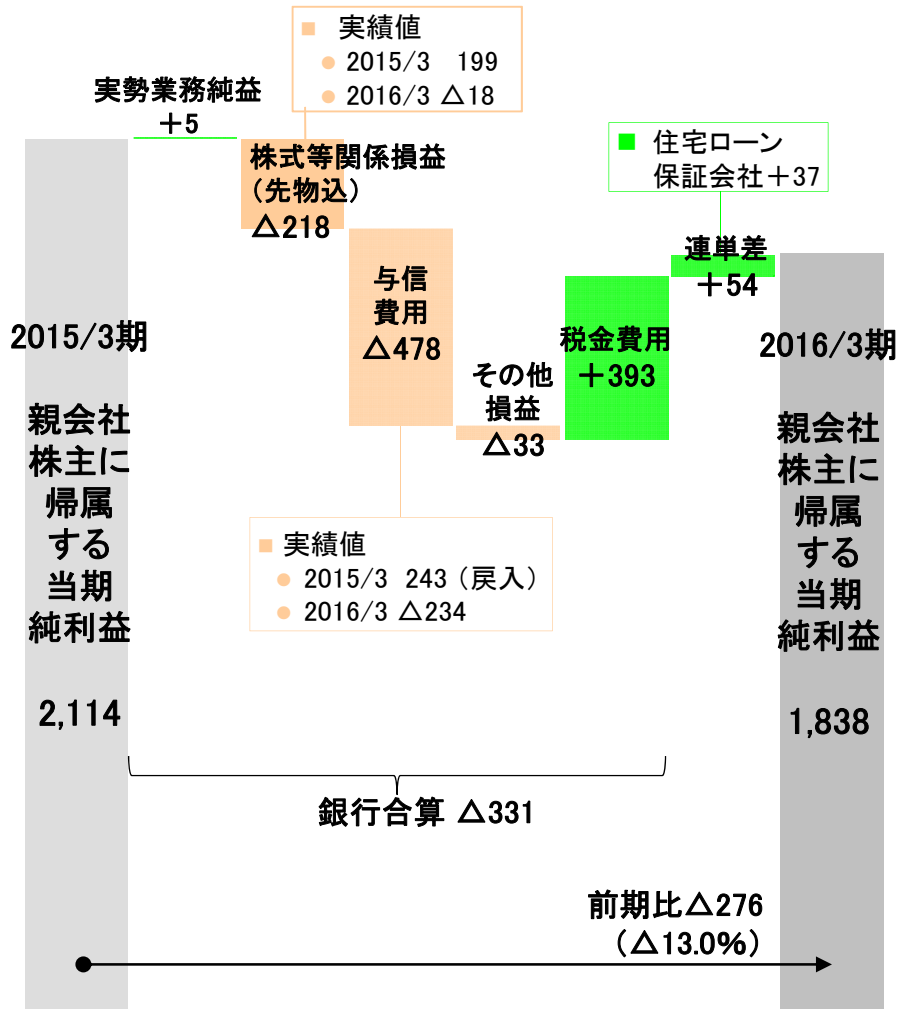 ■ 実績値
● 2015/3 199
● 2016/3 △18
実勢業務純益
＋5
株式等関係損益
（先物込）
△218
■ 住宅ローン
保証会社＋37
連単差
＋54
与信
費用
△478
その他
損益
△33
税金費用
＋393
2015/3期
親会社
株主に
帰属
する
当期
純利益
2,114
■ 実績値
● 2015/3 243（戻入）
● 2016/3 △234
2016/3期
親会社
株主に
帰属
する
当期
純利益
1,838
銀行合算 △331
前期比△276
（△13.0％）